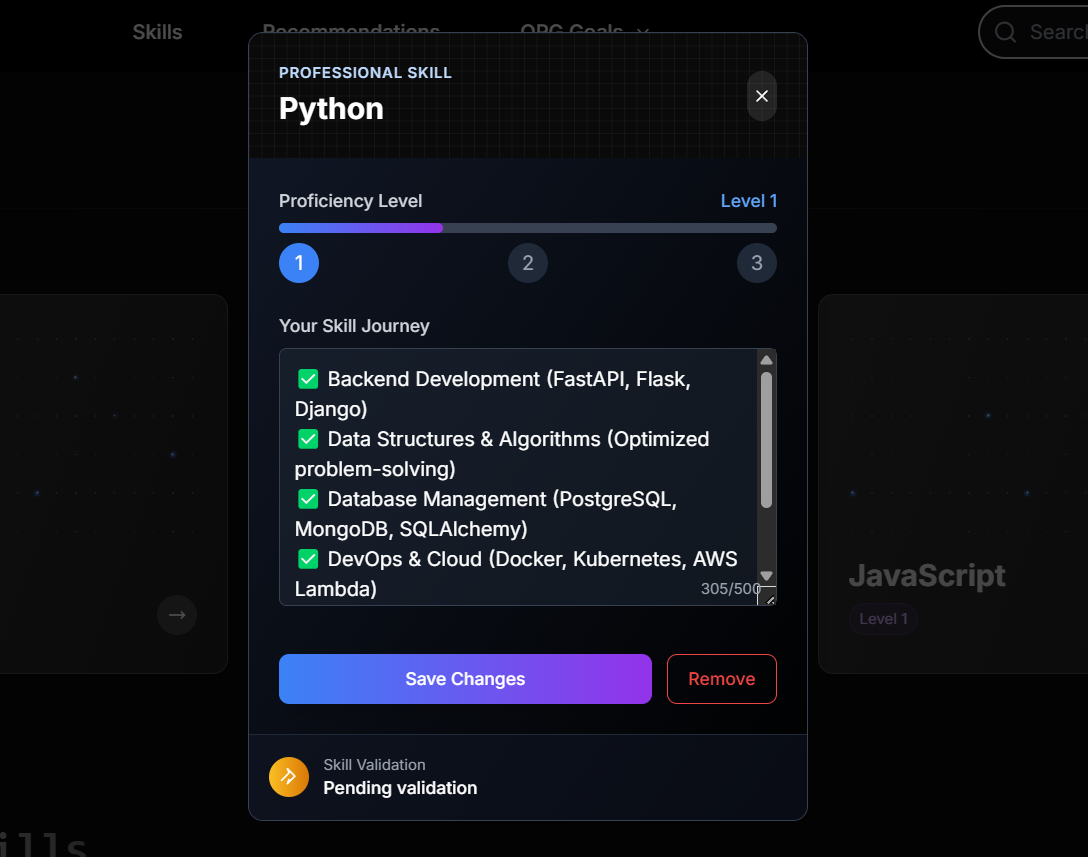 Skills
Recommendations
OPG Goals
Search
PROFESSIONAL SKILL
Python
Proficiency Level
Level 1
1
2
3
Your Skill Journey
✅ Backend Development (FastAPI, Flask,
Django)
✅ Data Structures & Algorithms (Optimized
problem-solving)
✅ Database Management (PostgreSQL,
MongoDB, SQLAlchemy)
✅ DevOps & Cloud (Docker, Kubernetes, AWS
Lambda)
305/500
JavaScript
Level 1
Save Changes
Remove
Skill Validation
Pending validation
ills